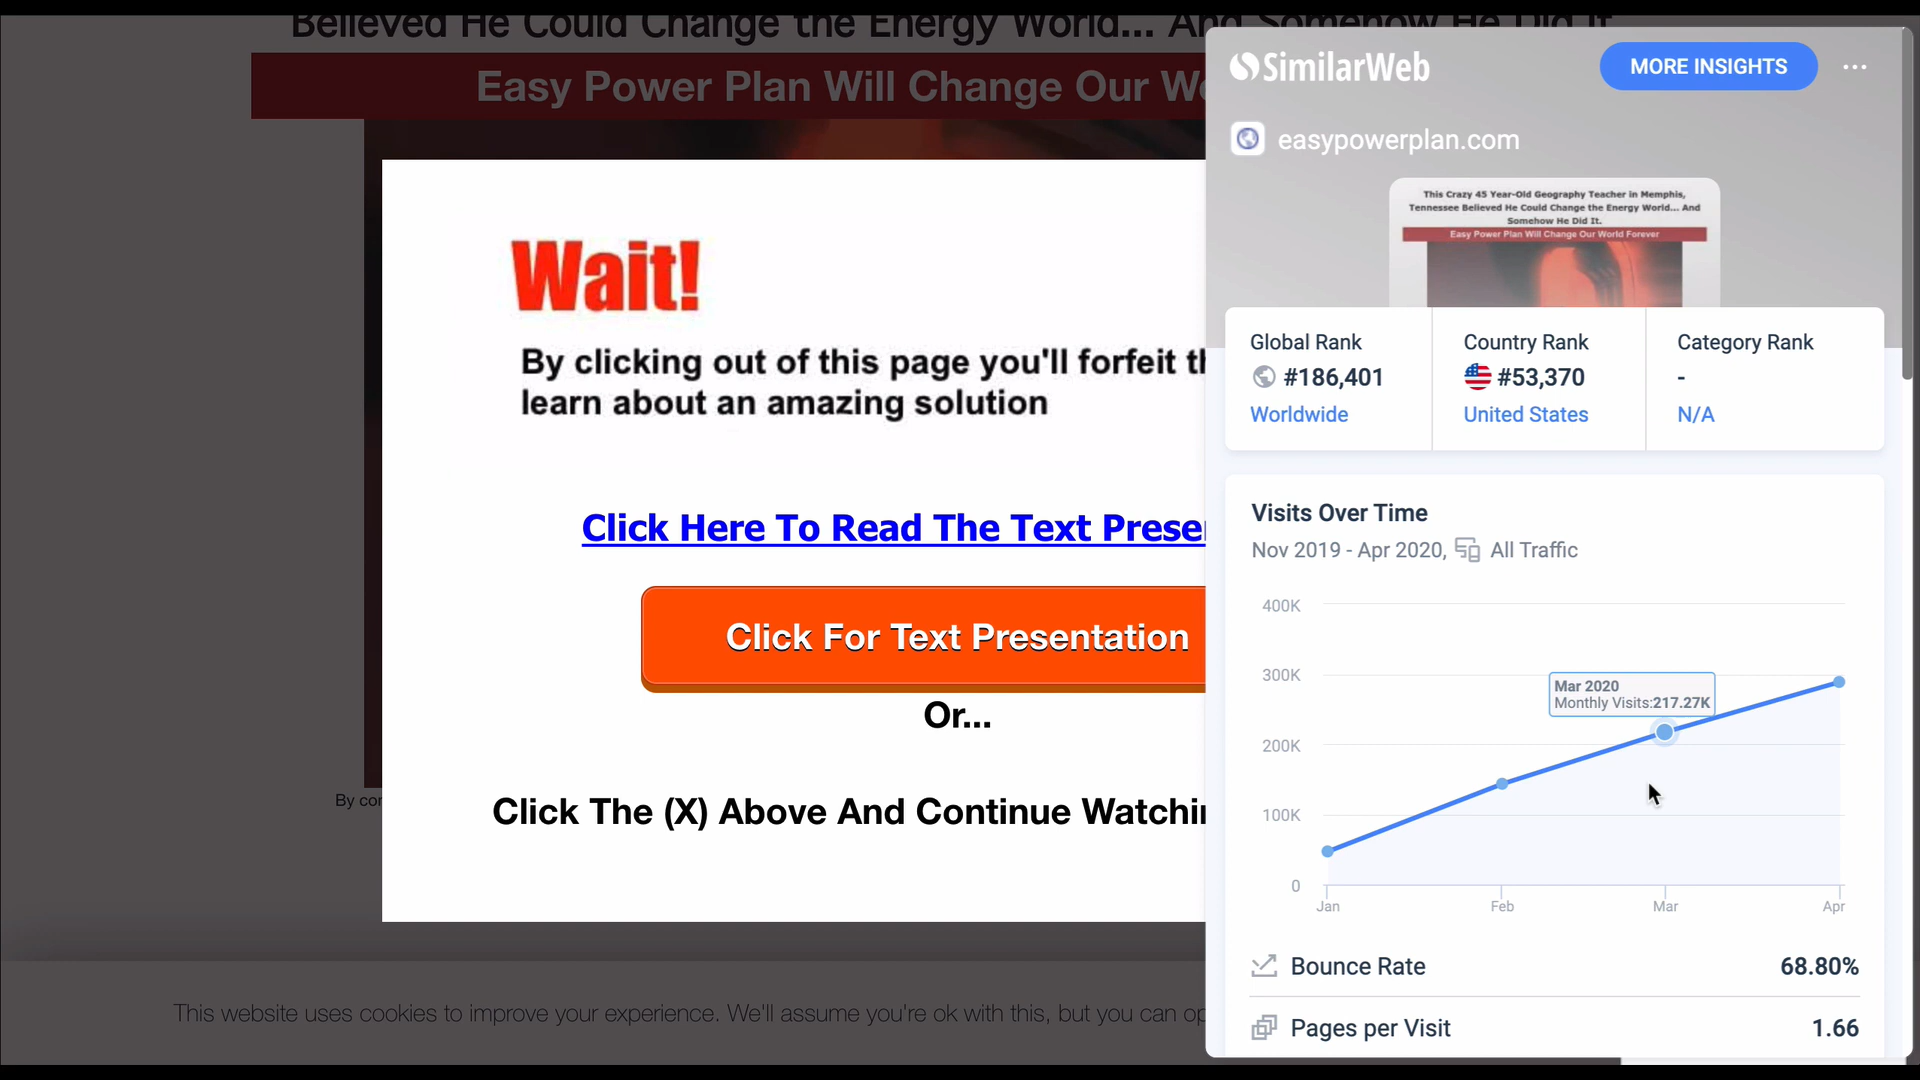 Believed He Could Change the Energy World... And Somehow He Did It
Easy Power Plan Will Change Our
Wait!
By clicking out of this page you'll forfeit
learn about an amazing solution
Click Here To Read The Text
Click For Text Presentation
Or...
Click The (X) Above And Continue
By
This website uses cookies to improve your experience. We'll assume you're ok with this, but you can
SimilarWeb
MORE INSIGHTS
easypowerplan.com
This Crazy 45 Year-Old Geography Teacher in Memphis,
Tennessee Believed He Could Change the Energy World... And
Somehow He Did It.
Easy Power Plan Will Change Our World Forever
Global Rank
#186,401
Worldwide
Country Rank
#53,370
United States
Category Rank
-
N/A
Visits Over Time
Nov 2019 - Apr 2020, All Traffic
400K
300K
200K
100K
0
Mar 2020
Monthly Visits:217.27K
Jan
Feb
Mar
Apr
Bounce Rate
68.80%
Pages per Visit
1.66